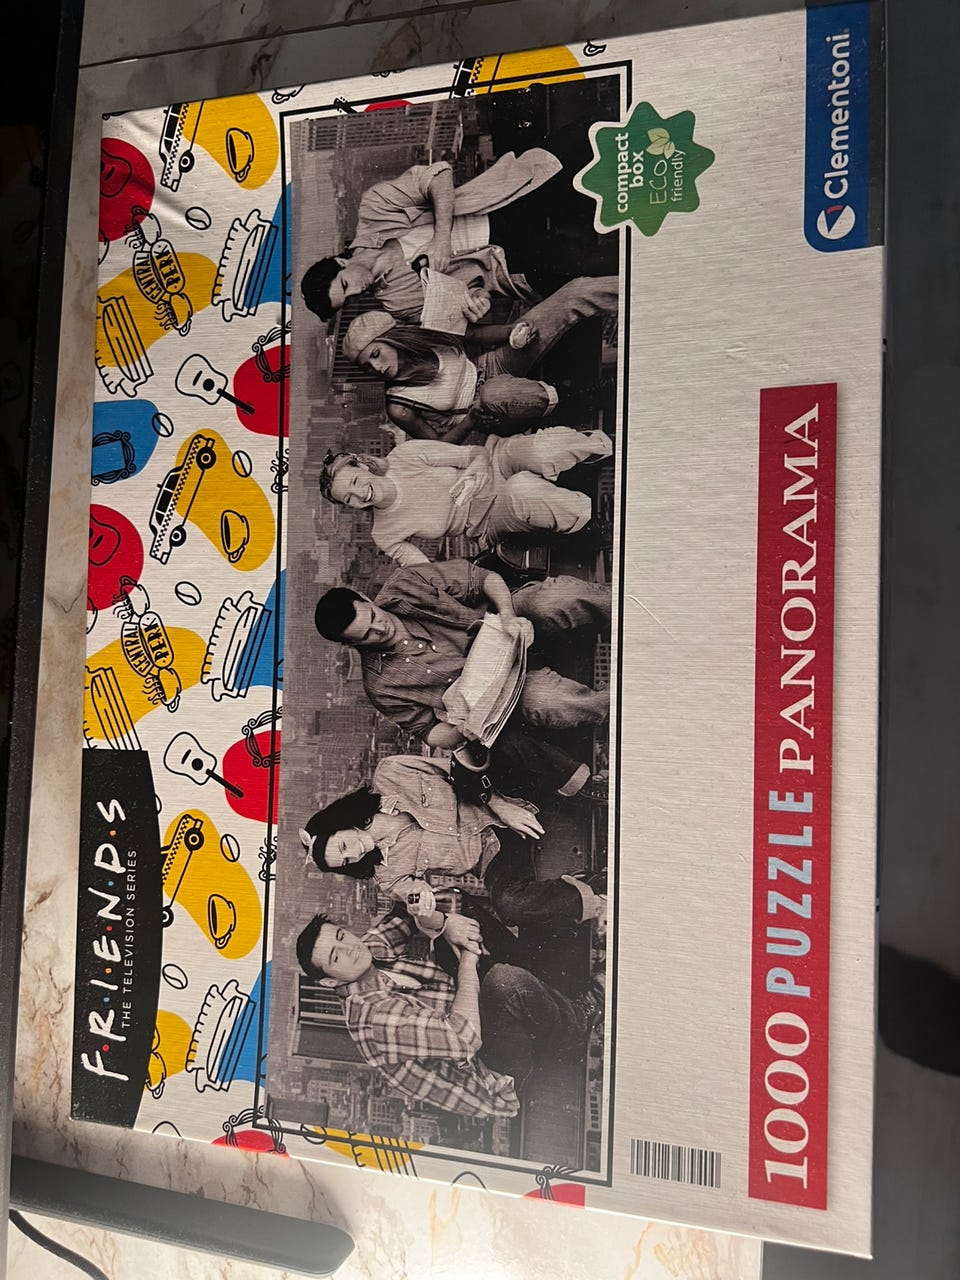 F·R·I·E·N·D·S
THE TELEVISION SERIES
CENTRAL
PERK
CENTRAL
PERK
compact
box
ECO
friendly
Clementoni
1000 PUZZLE PANORAMA